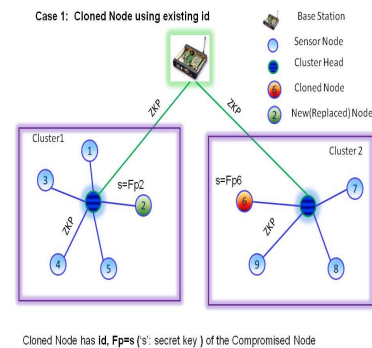 Case 1: Cloned Node using existing id
Base Station
Sensor Node
Cluster Head
6 Cloned Node
2 New(Replaced) Node
ZKP
ZKP
Cluster1
1
3
s=Fp2
2
ZKP
4
5
Cluster 2
s=Fp6
7
6
ZKP
9
8
Cloned Node has id, Fp=s ('s': secret key ) of the Compromised Node